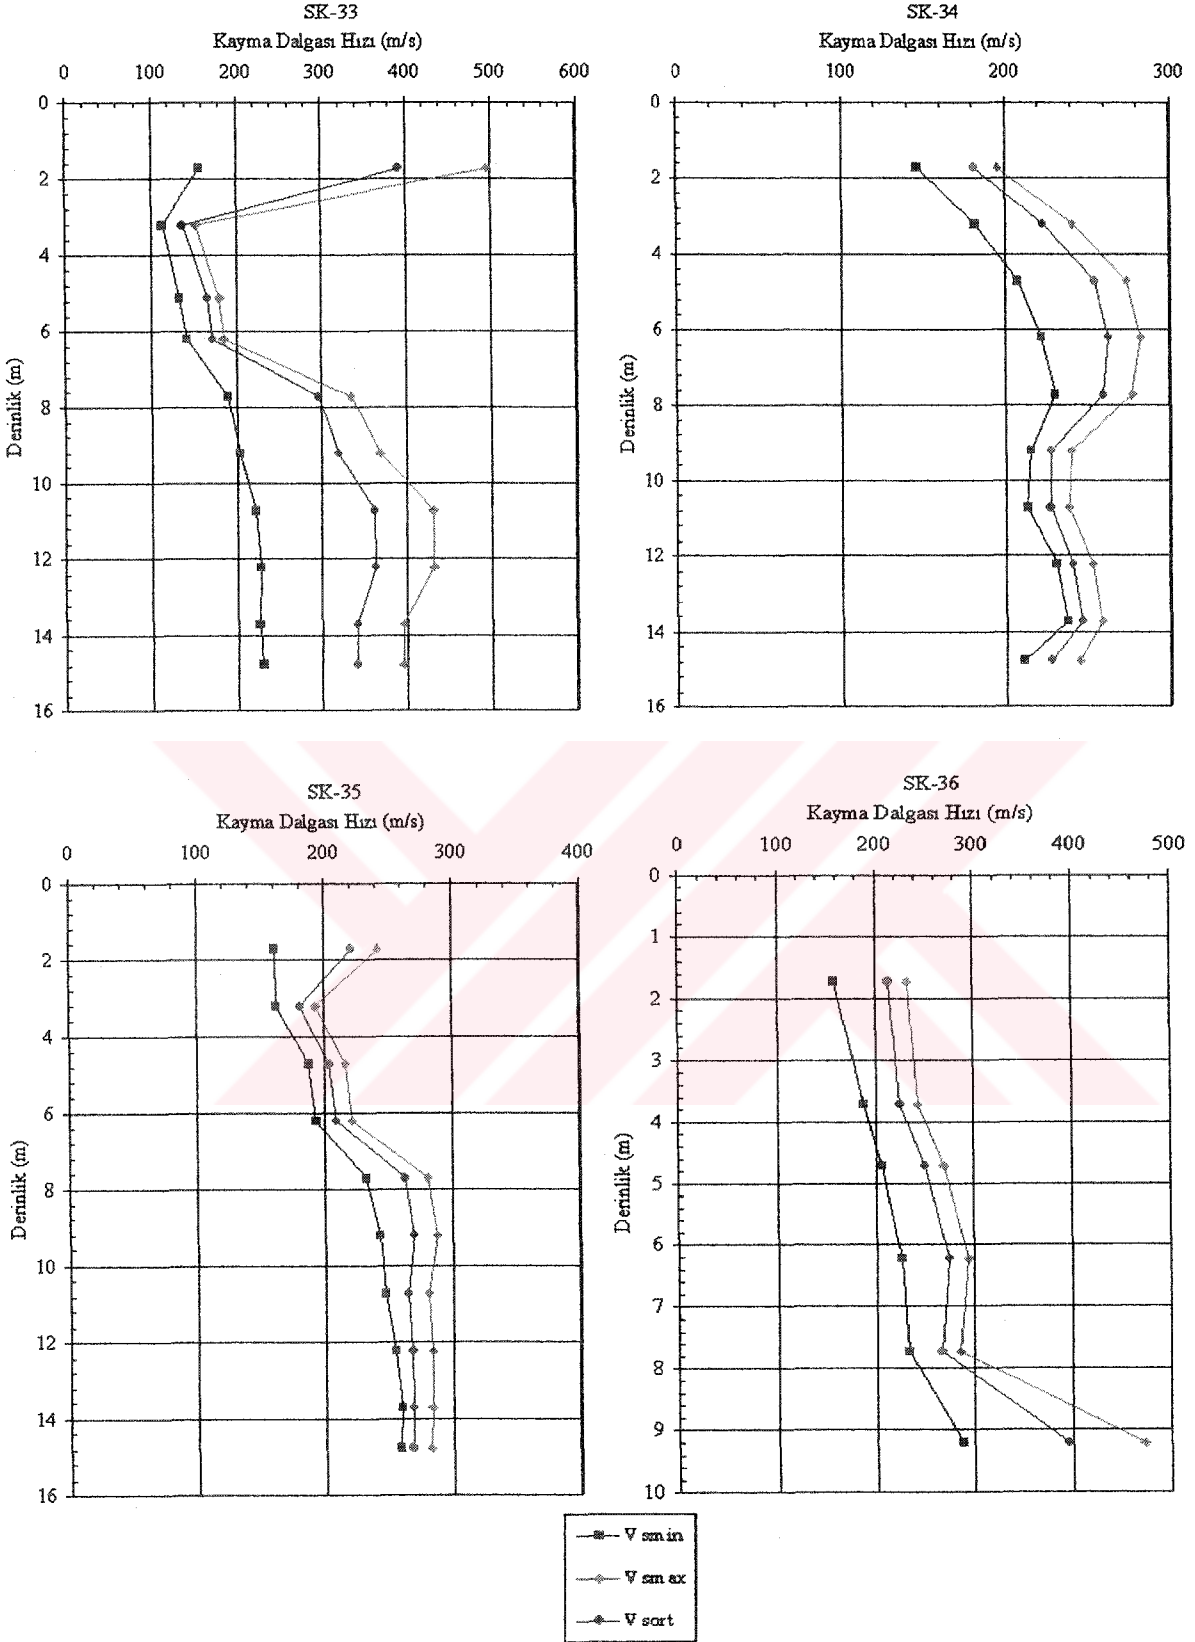 SK-33
Kayma Dalgası Hızı (m/s)
0 100 200 300 400 500 600
0
2
4
6
8
10
12
14
16
Derinlik (m)
SK-34
Kayma Dalgası Hızı (m/s)
0 100 200 300
0
2
4
6
8
10
12
14
16
Derinlik (m)
SK-35
Kayma Dalgası Hızı (m/s)
0 100 200 300 400
0
2
4
6
8
10
12
14
16
Derinlik (m)
SK-36
Kayma Dalgası Hızı (m/s)
0 100 200 300 400 500
0
1
2
3
4
5
6
7
8
9
10
Derinlik (m)
V smin
V smax
V sort